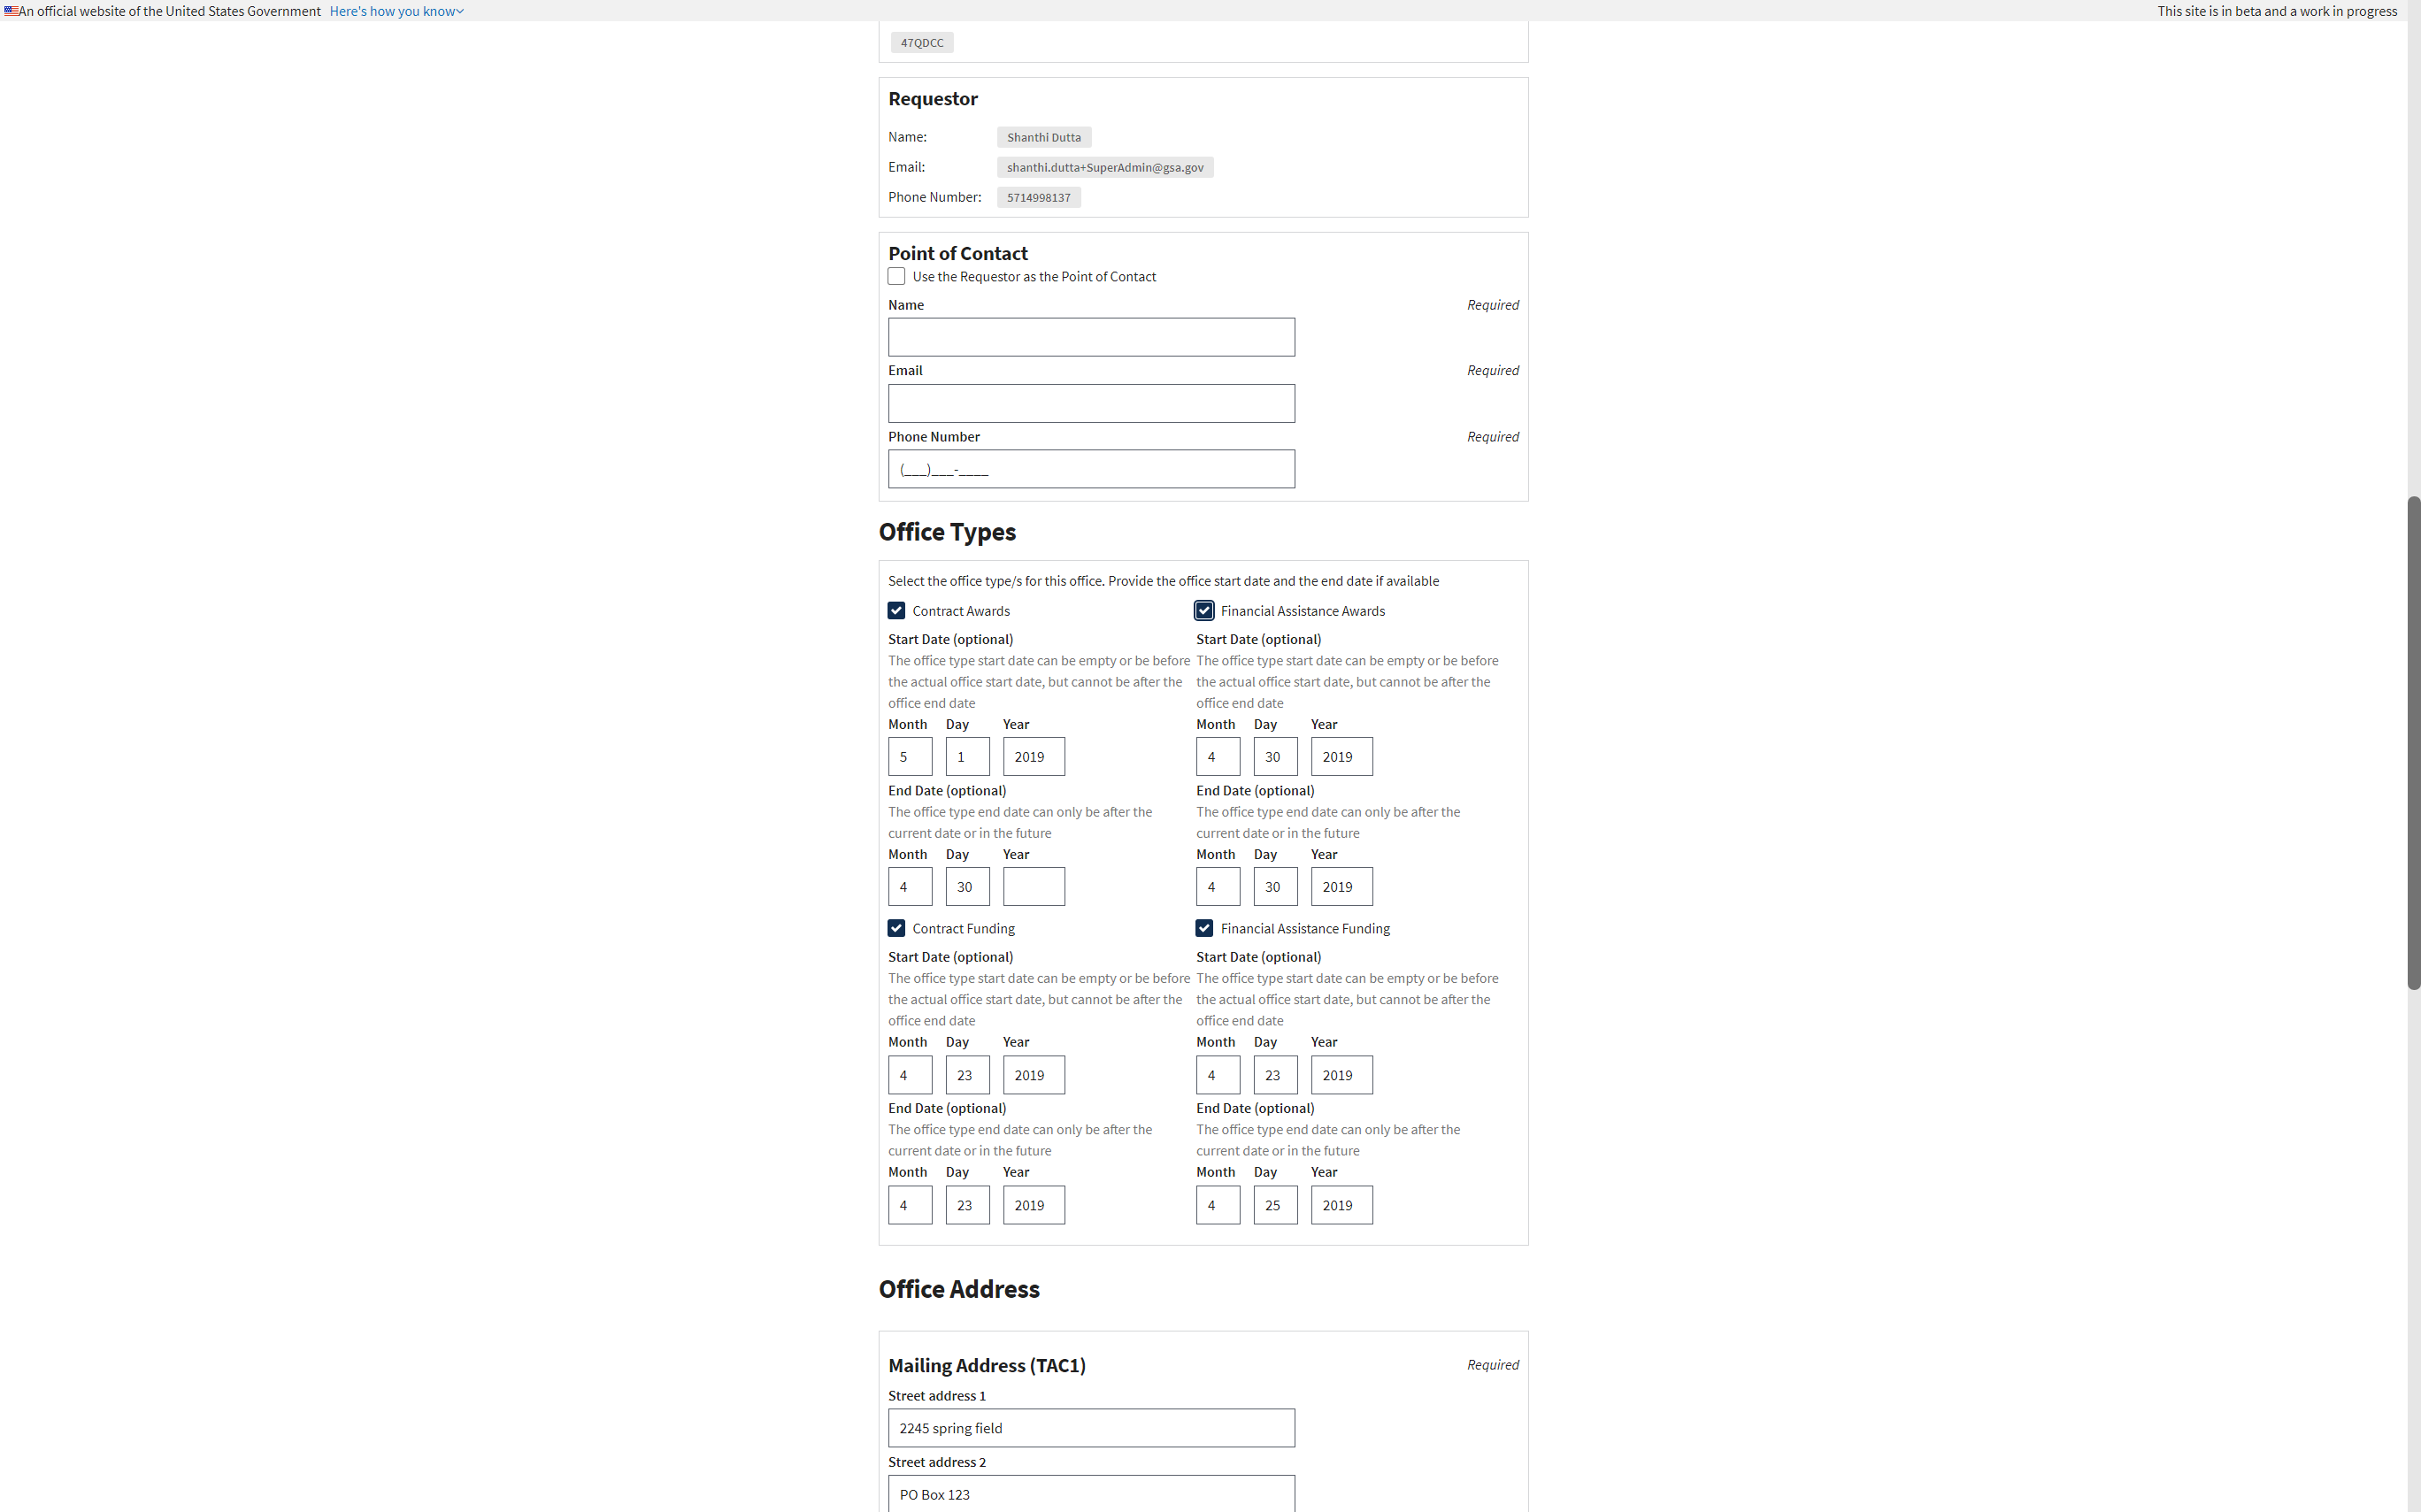 An official website of the United States Government Here's how you know
This site is in beta and a work in progress
47QDCC
Requestor
Name: Shanthi Dutta
Email: shanthi.dutta+SuperAdmin@gsa.gov
Phone Number: 5714998137
Point of Contact
Use the Requestor as the Point of Contact
Name Required
Email Required
Phone Number Required
(___)___-____
Office Types
Select the office type/s for this office. Provide the office start date and the end date if available
Contract Awards
Start Date (optional)
The office type start date can be empty or be before
the actual office start date, but cannot be after the
office end date
Month Day Year
5 1 2019
End Date (optional)
The office type end date can only be after the
current date or in the future
Month Day Year
4 30
Financial Assistance Awards
Start Date (optional)
The office type start date can be empty or be before
the actual office start date, but cannot be after the
office end date
Month Day Year
4 30 2019
End Date (optional)
The office type end date can only be after the
current date or in the future
Month Day Year
4 30 2019
Contract Funding
Start Date (optional)
The office type start date can be empty or be before
the actual office start date, but cannot be after the
office end date
Month Day Year
4 23 2019
End Date (optional)
The office type end date can only be after the
current date or in the future
Month Day Year
4 23 2019
Financial Assistance Funding
Start Date (optional)
The office type start date can be empty or be before
the actual office start date, but cannot be after the
office end date
Month Day Year
4 23 2019
End Date (optional)
The office type end date can only be after the
current date or in the future
Month Day Year
4 25 2019
Office Address
Mailing Address (TAC1) Required
Street address 1
2245 spring field
Street address 2
PO Box 123